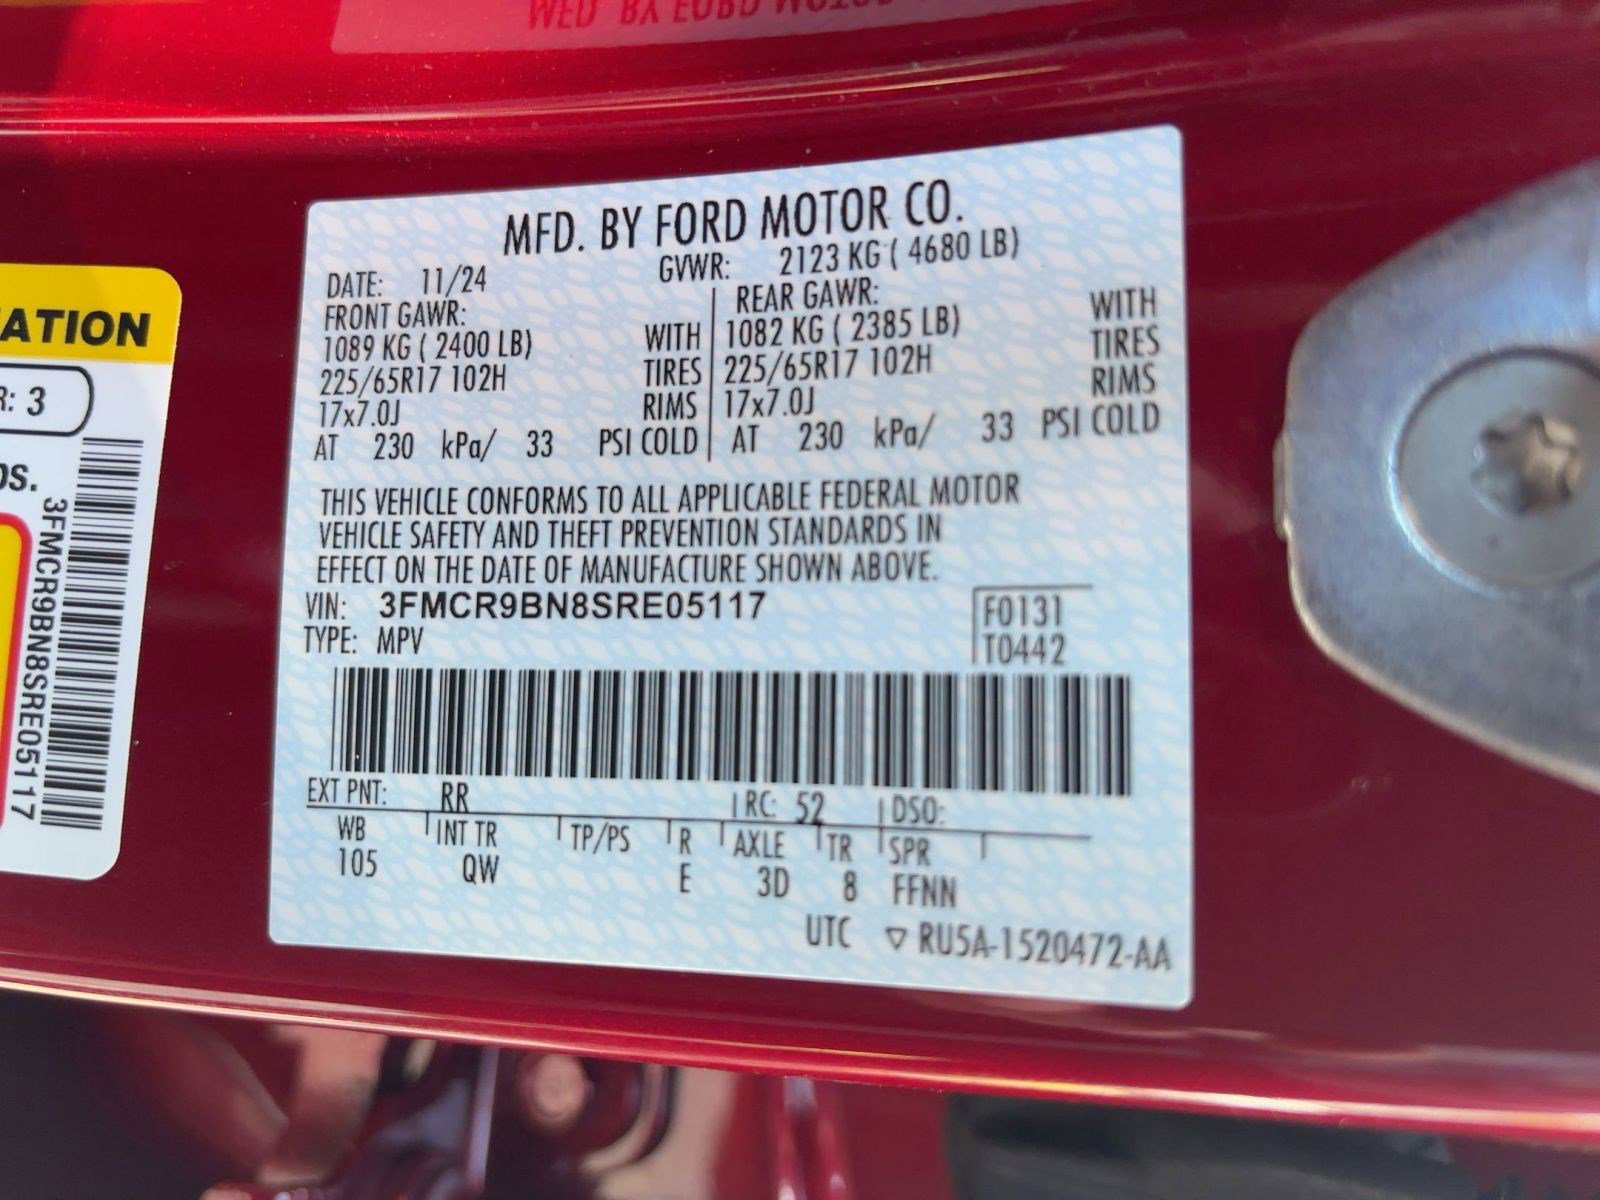 MFD. BY FORD MOTOR CO.
DATE: 11/24 GVWR: 2123 KG ( 4680 LB)
FRONT GAWR: REAR GAWR:
1089 KG ( 2400 LB) WITH 1082 KG ( 2385 LB) WITH
225/65R17 102H TIRES 225/65R17 102H TIRES
17x7.0J RIMS 17x7.0J RIMS
AT 230 kPa/ 33 PSI COLD AT 230 kPa/ 33 PSI COLD
THIS VEHICLE CONFORMS TO ALL APPLICABLE FEDERAL MOTOR
VEHICLE SAFETY AND THEFT PREVENTION STANDARDS IN
EFFECT ON THE DATE OF MANUFACTURE SHOWN ABOVE.
VIN: 3FMCR9BN8SRE05117 F0131
TYPE: MPV T0442
EXT PNT: RR RC: 52 DSO:
WB INT TR TP/PS R AXLE TR SPR
105 QW E 3D 8 FFNN
UTC ▽ RU5A-1520472-AA
3
3FMCR9BN8SRE05117